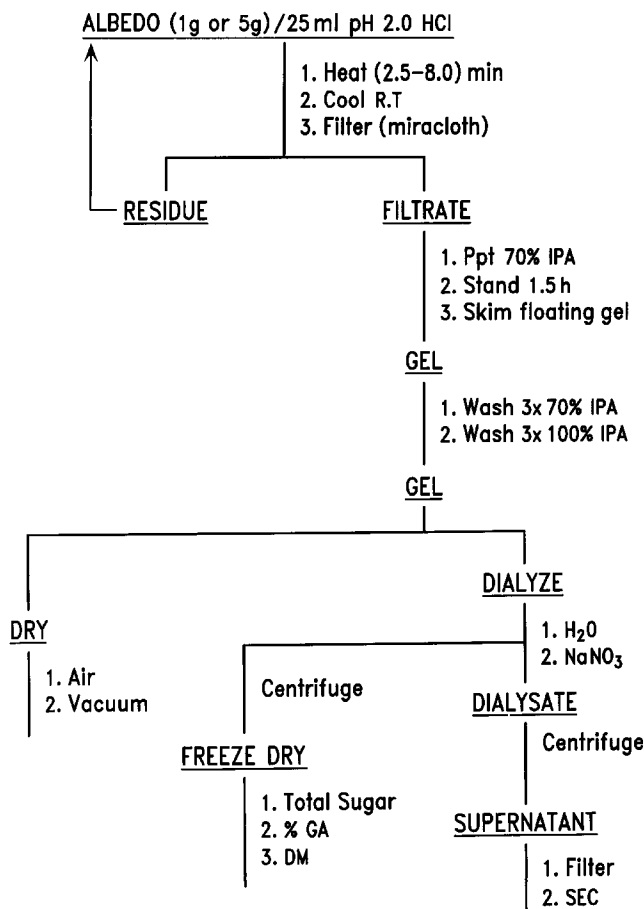 ALBEDO (1g or 5g)/25 ml pH 2.0 HCl
1. Heat (2.5–8.0) min
2. Cool R.T
3. Filter (miracloth)
RESIDUE
FILTRATE
1. Ppt 70% IPA
2. Stand 1.5 h
3. Skim floating gel
GEL
1. Wash 3x 70% IPA
2. Wash 3x 100% IPA
GEL
DRY
1. Air
2. Vacuum
DIALYZE
1. H₂O
2. NaNO₃
Centrifuge
FREEZE DRY
1. Total Sugar
2. % GA
3. DM
DIALYSATE
Centrifuge
SUPERNATANT
1. Filter
2. SEC